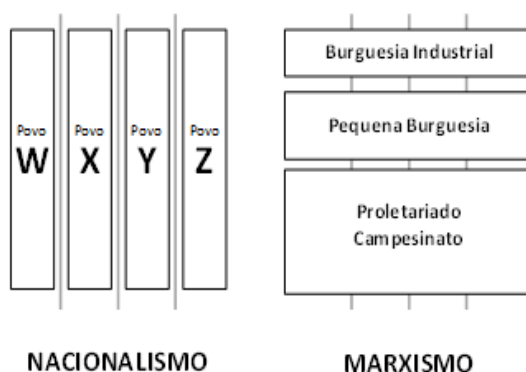 Povo
W
Povo
X
Povo
Y
Povo
Z
NACIONALISMO
Burguesia Industrial
Pequena Burguesia
Proletariado
Campesinato
MARXISMO